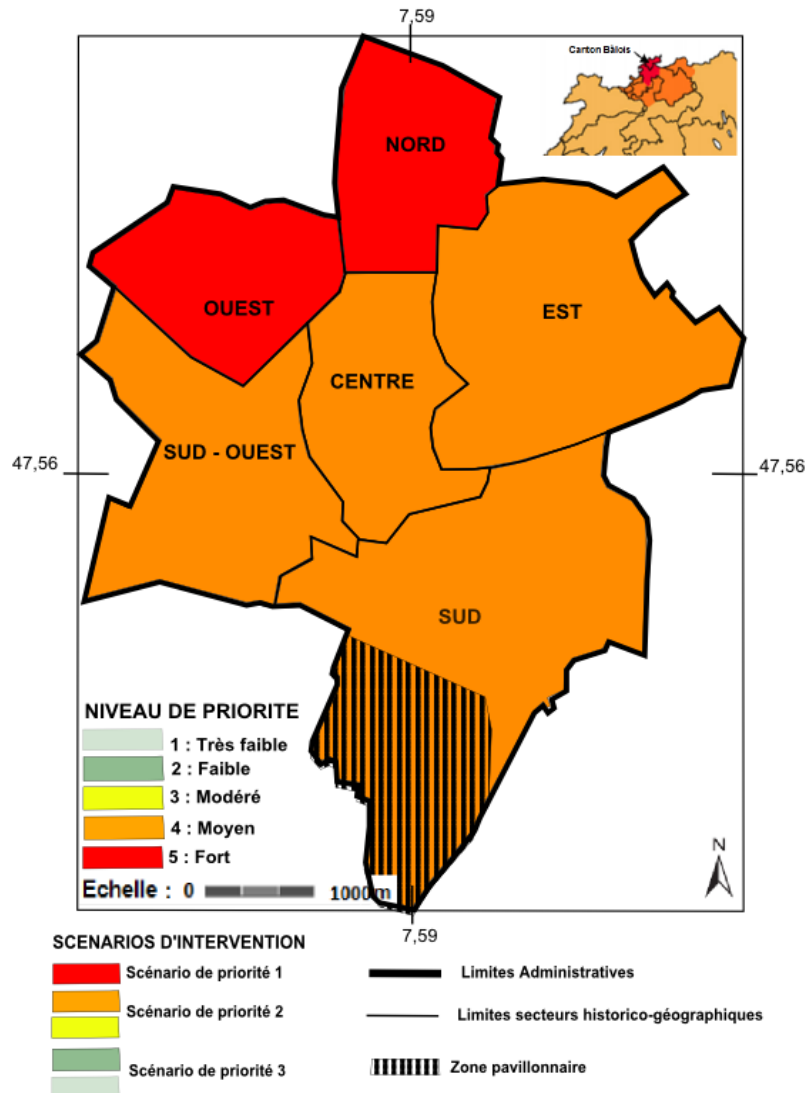 7,59
Canton Bâlois
NORD
OUEST
EST
CENTRE
SUD - OUEST
47,56
47,56
SUD
NIVEAU DE PRIORITE
1 : Très faible
2 : Faible
3 : Modéré
4 : Moyen
5 : Fort
N
Echelle : 0 1000m
7,59
SCENARIOS D'INTERVENTION
Scénario de priorité 1
Limites Administratives
Scénario de priorité 2
Limites secteurs historico-géographiques
Scénario de priorité 3
Zone pavillonnaire